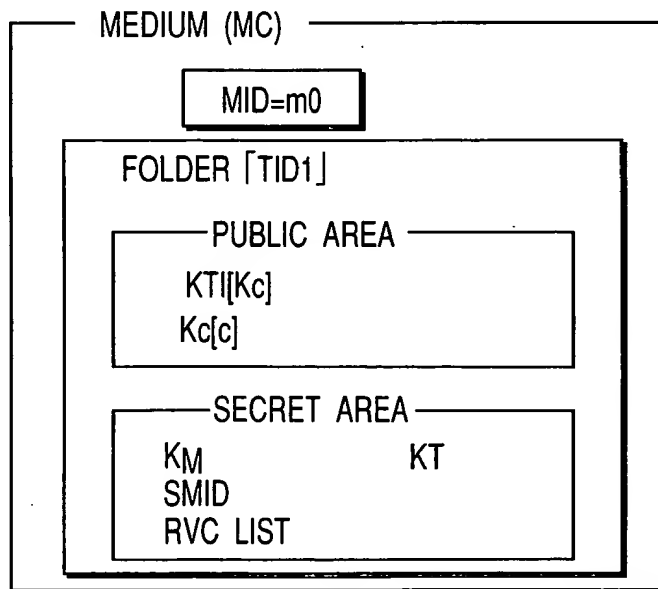 MEDIUM (MC)
MID=m0
FOLDER「TID1」
PUBLIC AREA
KTI[Kc]
Kc[c]
SECRET AREA
KM KT
SMID
RVC LIST